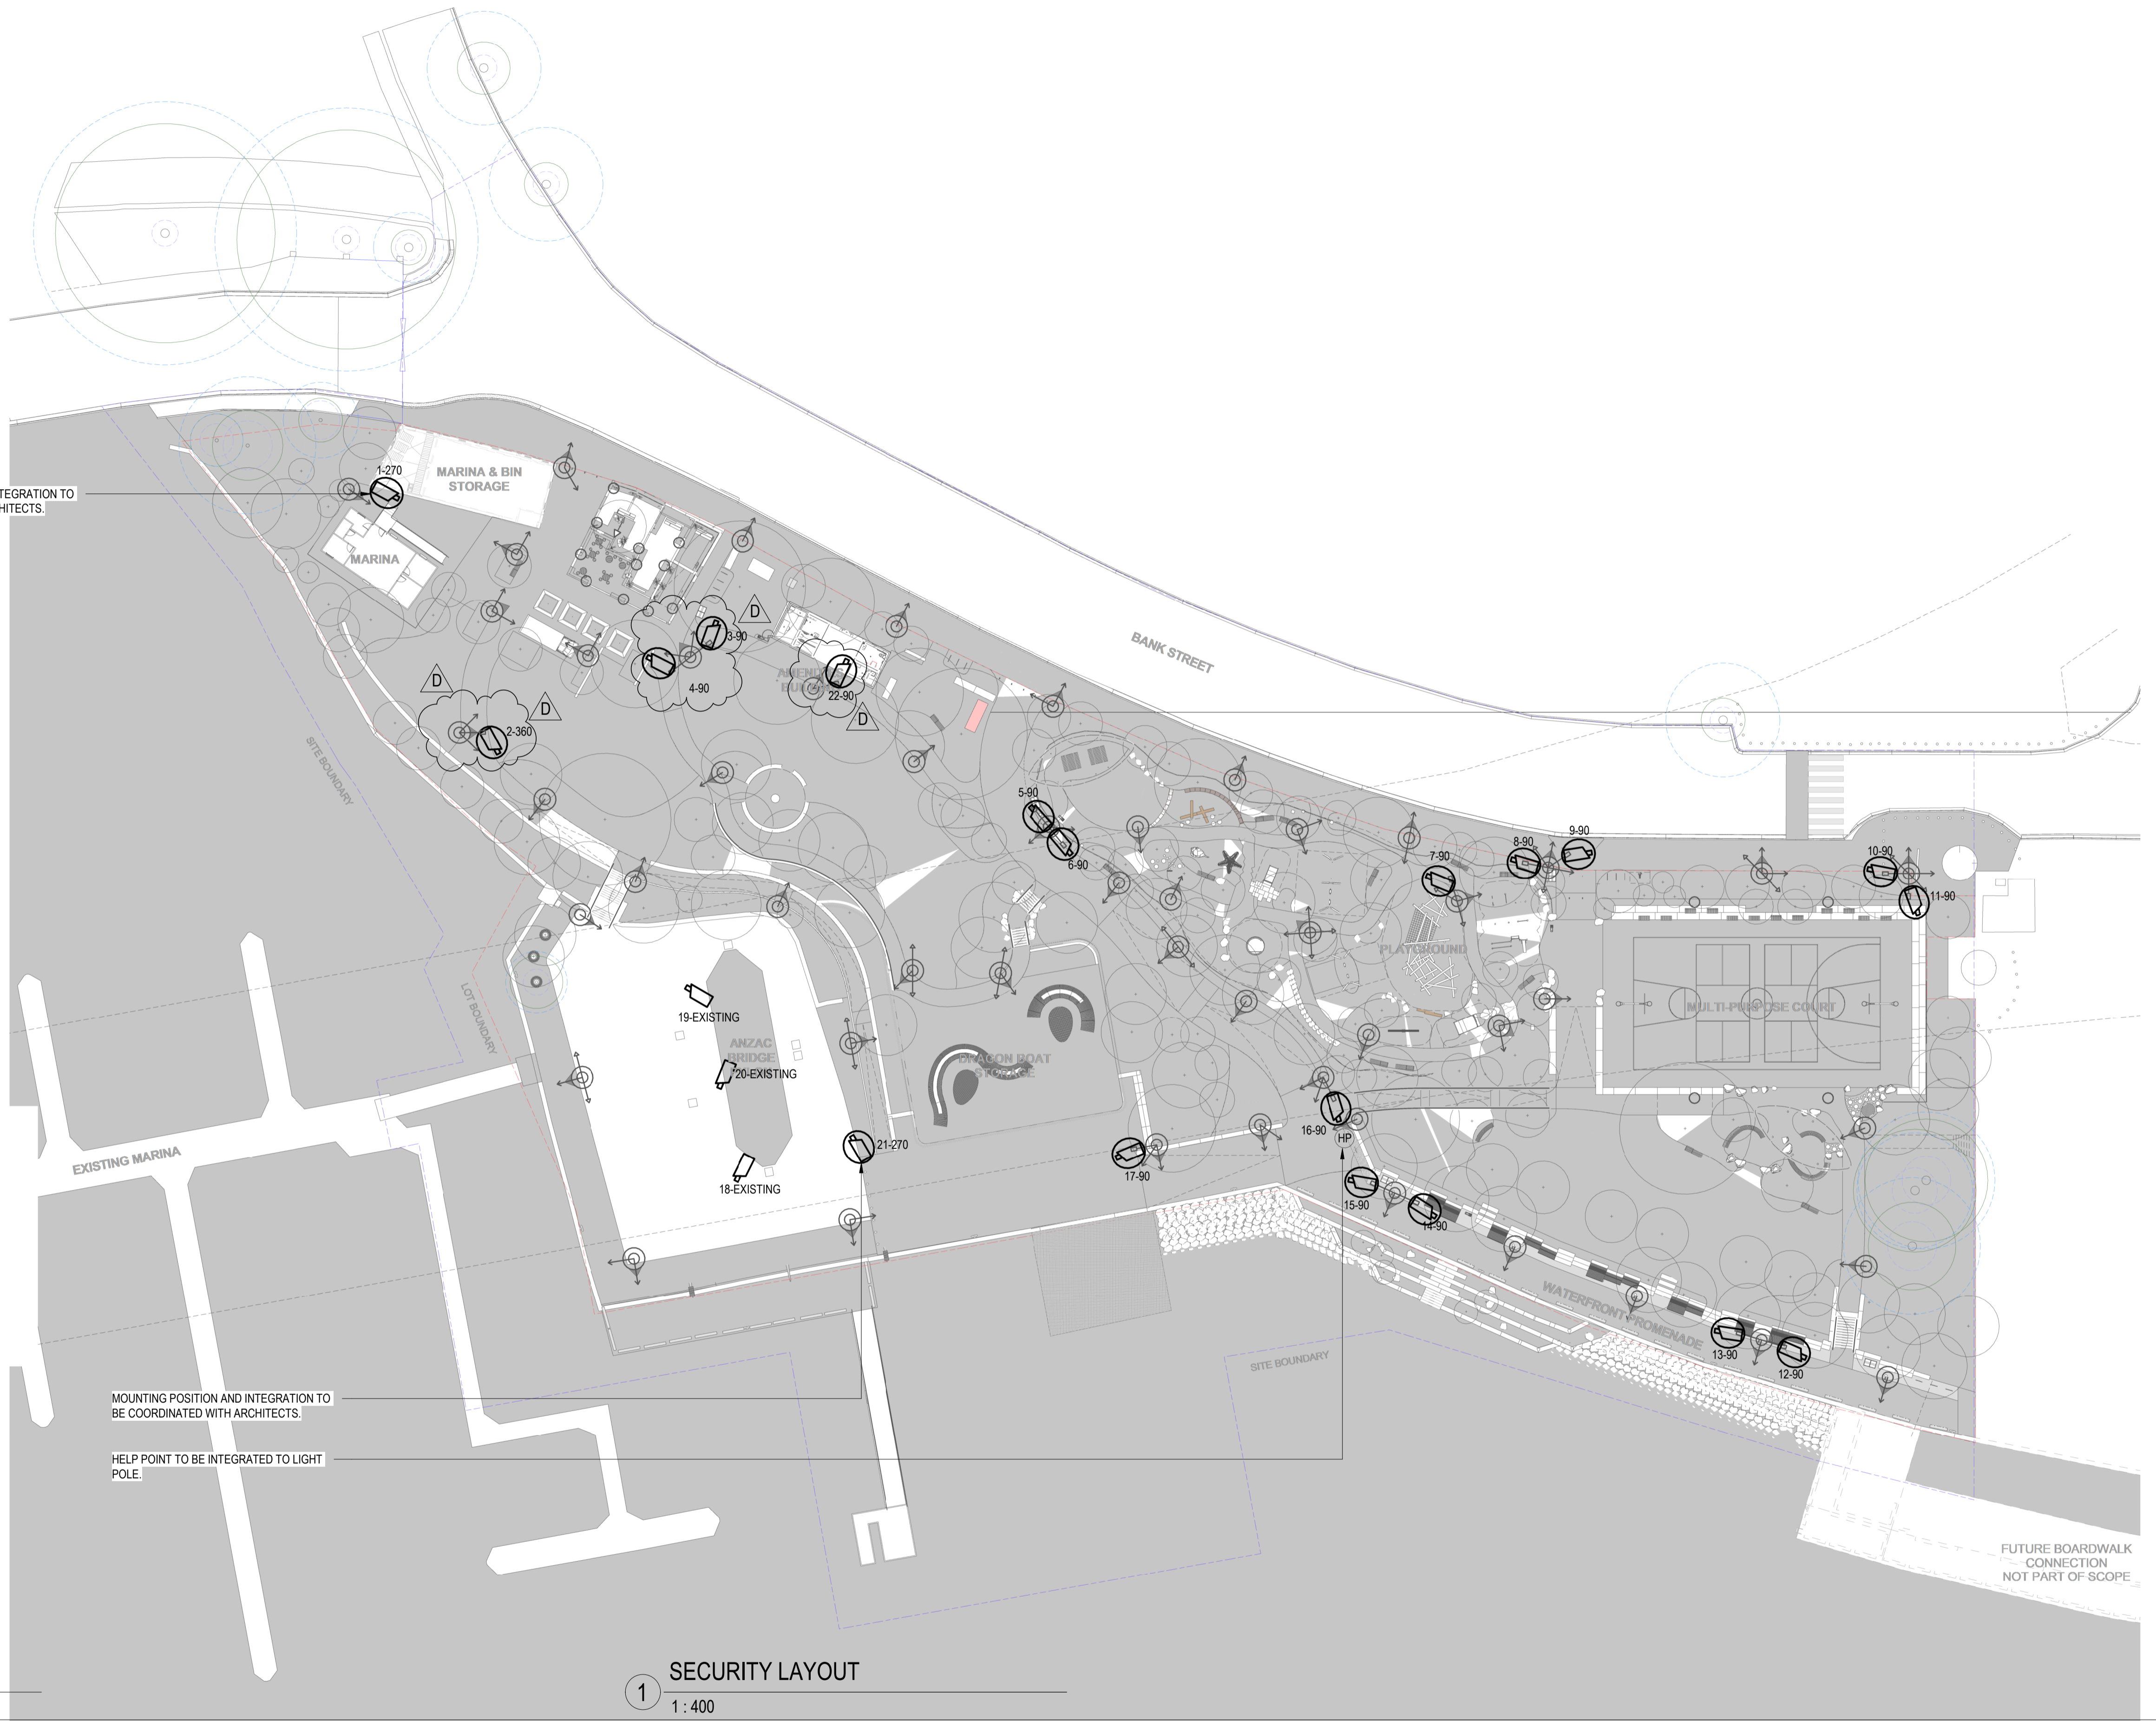 1-270
TEGRATION TO
HITECTS.
MARINA & BIN
STORAGE
MARINA
D
3-90
4-90
AMENITIES
BUILDING
22-90
D
D
D
2-360
BANK STREET
SITE BOUNDARY
5-90
6-90
7-90
8-90
9-90
10-90
11-90
PLAYGROUND
MULTI-PURPOSE COURT
LOT BOUNDARY
19-EXISTING
ANZAC
BRIDGE
20-EXISTING
DRAGON BOAT
STORAGE
21-270
18-EXISTING
EXISTING MARINA
16-90
HP
17-90
15-90
14-90
WATERFRONT PROMENADE
13-90
12-90
SITE BOUNDARY
MOUNTING POSITION AND INTEGRATION TO
BE COORDINATED WITH ARCHITECTS.
HELP POINT TO BE INTEGRATED TO LIGHT
POLE.
FUTURE BOARDWALK
CONNECTION
NOT PART OF SCOPE
1
SECURITY LAYOUT
1 : 400